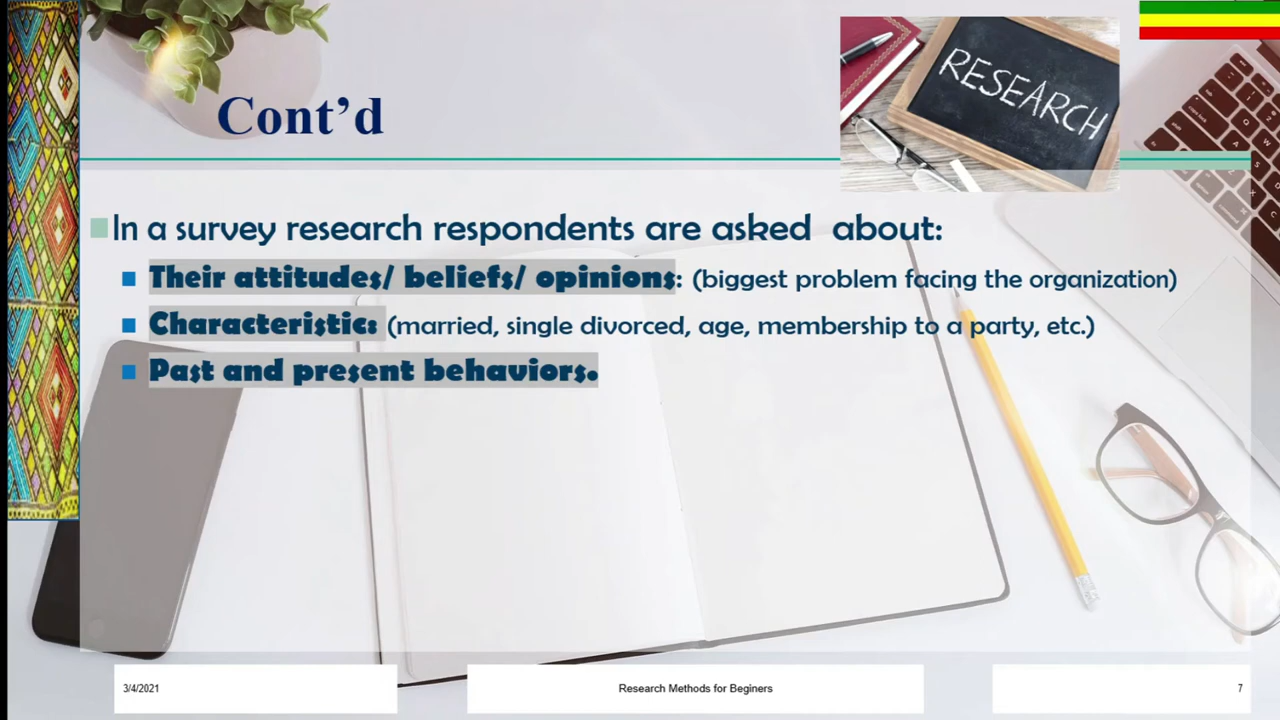 RESEARCH
Cont’d
In a survey research respondents are asked about:
Their attitudes/ beliefs/ opinions: (biggest problem facing the organization)
Characteristic: (married, single divorced, age, membership to a party, etc.)
Past and present behaviors.
3/4/2021
Research Methods for Beginers
7